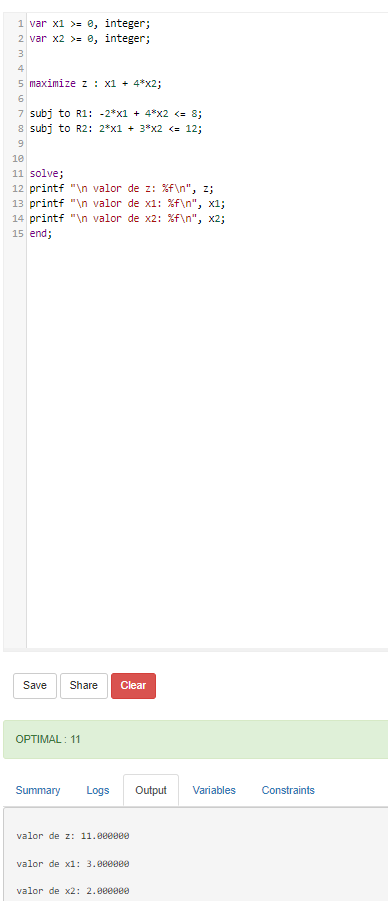 1 var x1 >= 0, integer;
2 var x2 >= 0, integer;
3
4
5 maximize z : x1 + 4*x2;
6
7 subj to R1: -2*x1 + 4*x2 <= 8;
8 subj to R2: 2*x1 + 3*x2 <= 12;
9
10
11 solve;
12 printf "\n valor de z: %f\n", z;
13 printf "\n valor de x1: %f\n", x1;
14 printf "\n valor de x2: %f\n", x2;
15 end;
Save Share Clear
OPTIMAL : 11
Summary Logs Output Variables Constraints
valor de z: 11.000000
valor de x1: 3.000000
valor de x2: 2.000000